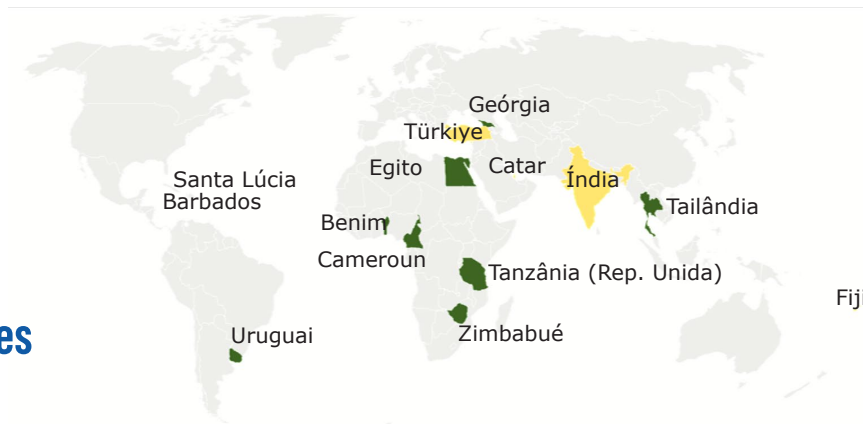 Geórgia
Türkiye
Egito
Catar
Índia
Santa Lúcia
Barbados
Tailândia
Benim
Cameroun
Tanzânia (Rep. Unida)
Fiji
es
Uruguai
Zimbabué